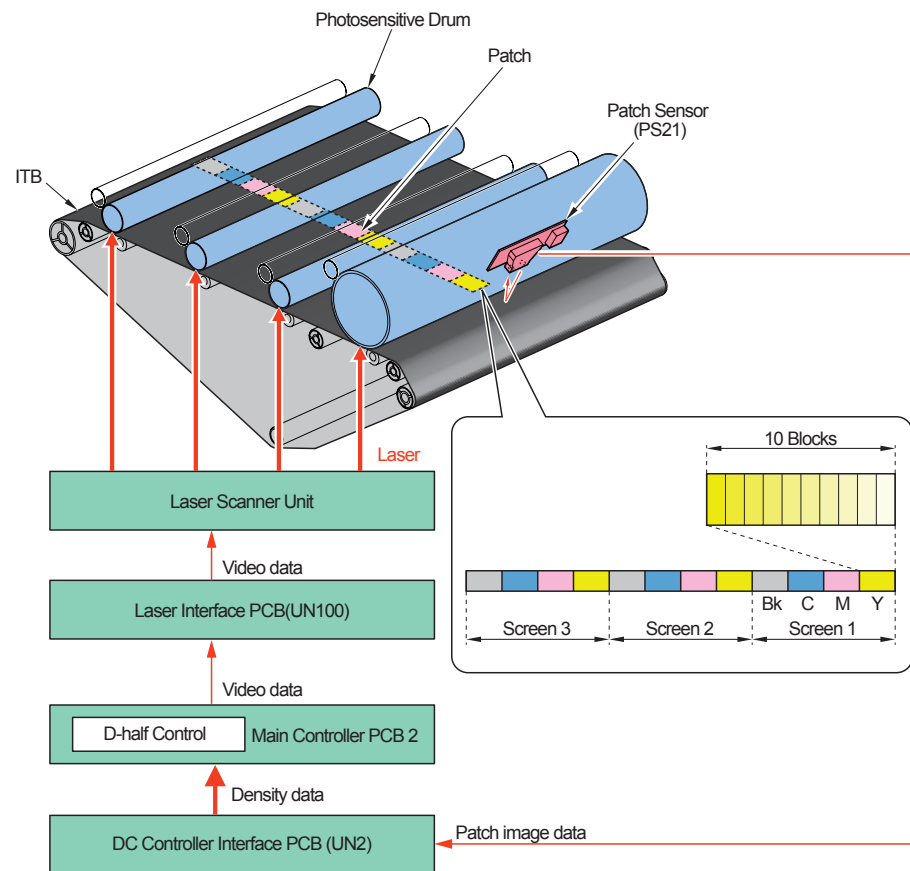 Photosensitive Drum
Patch
Patch Sensor
(PS21)
ITB
Laser
10 Blocks
Laser Scanner Unit
Video data
Bk C M Y
Laser Interface PCB(UN100)
Screen 3 Screen 2 Screen 1
Video data
D-half Control Main Controller PCB 2
Density data
DC Controller Interface PCB (UN2)
Patch image data